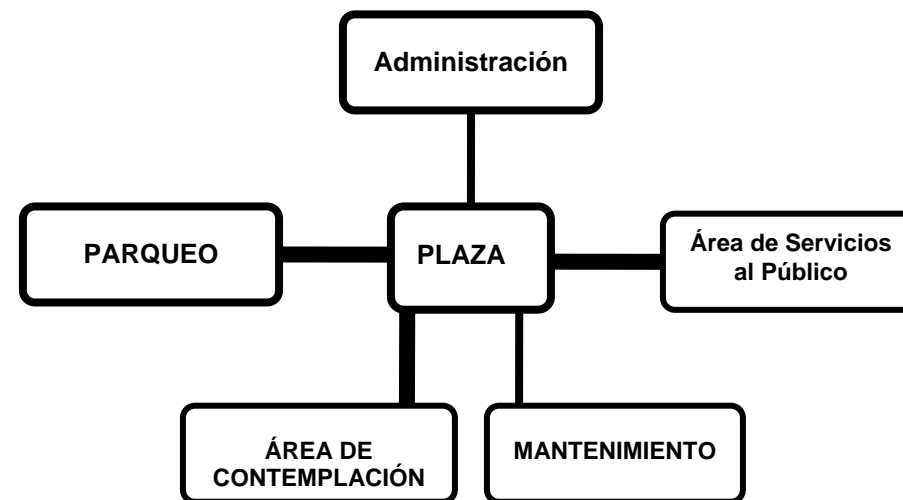 Administración
PARQUEO
PLAZA
Área de Servicios
al Público
ÁREA DE
CONTEMPLACIÓN
MANTENIMIENTO